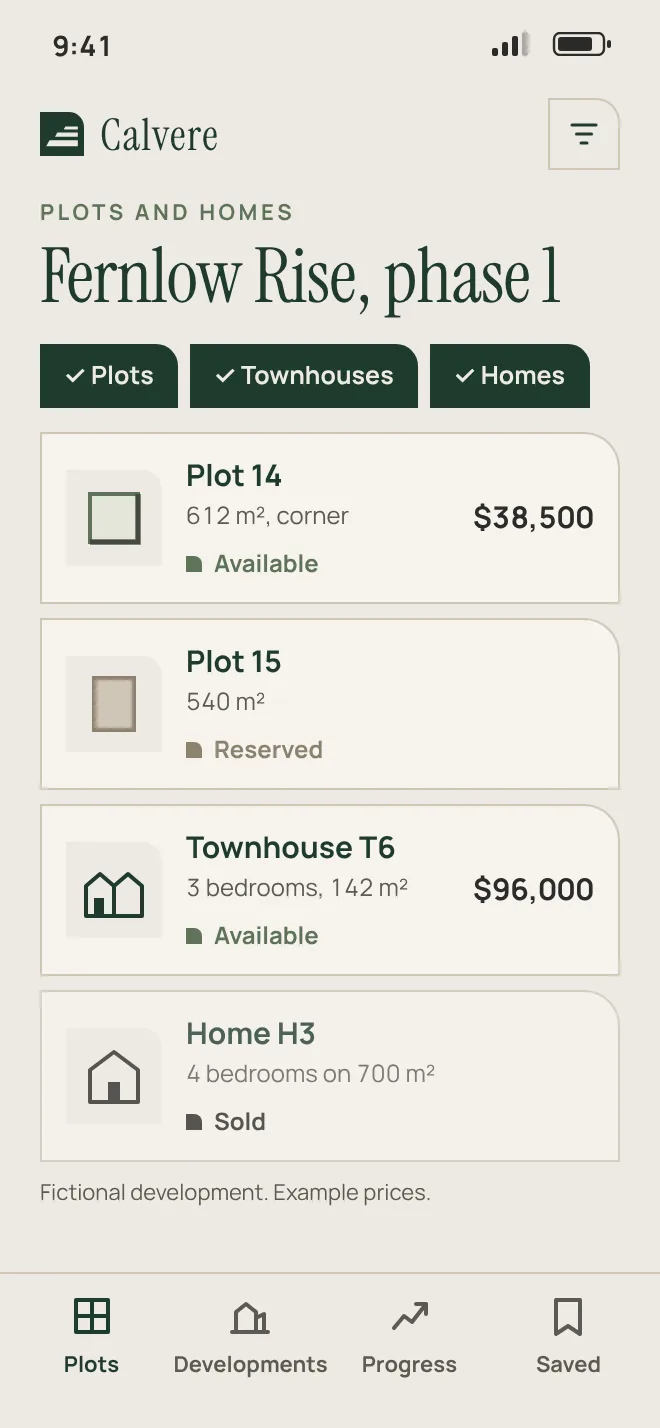 9:41
Calvere
PLOTS AND HOMES
Fernlow Rise, phase 1
Plots
Townhouses
Homes
Plot 14
612 m², corner
$38,500
Available
Plot 15
540 m²
Reserved
Townhouse T6
3 bedrooms, 142 m²
$96,000
Available
Home H3
4 bedrooms on 700 m²
Sold
Fictional development. Example prices.
Plots
Developments
Progress
Saved